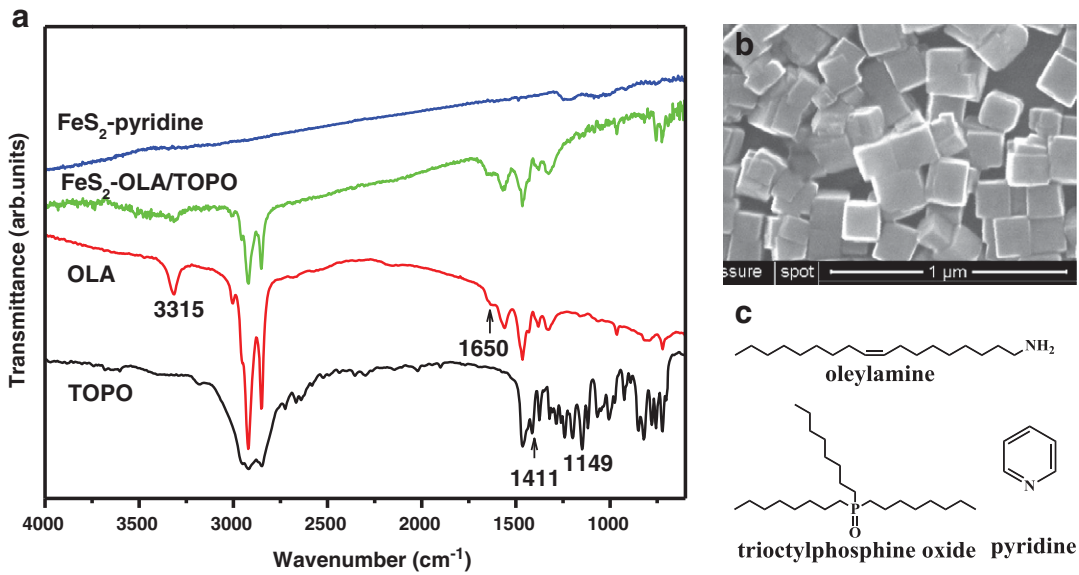 a
FeS2-pyridine
FeS2-OLA/TOPO
OLA
3315
1650
TOPO
1411
1149
Transmittance (arb.units)
4000 3500 3000 2500 2000 1500 1000
Wavenumber (cm-1)
b
ssure spot 1 µm
c
NH2
oleylamine
P
O
trioctylphosphine oxide
N
pyridine